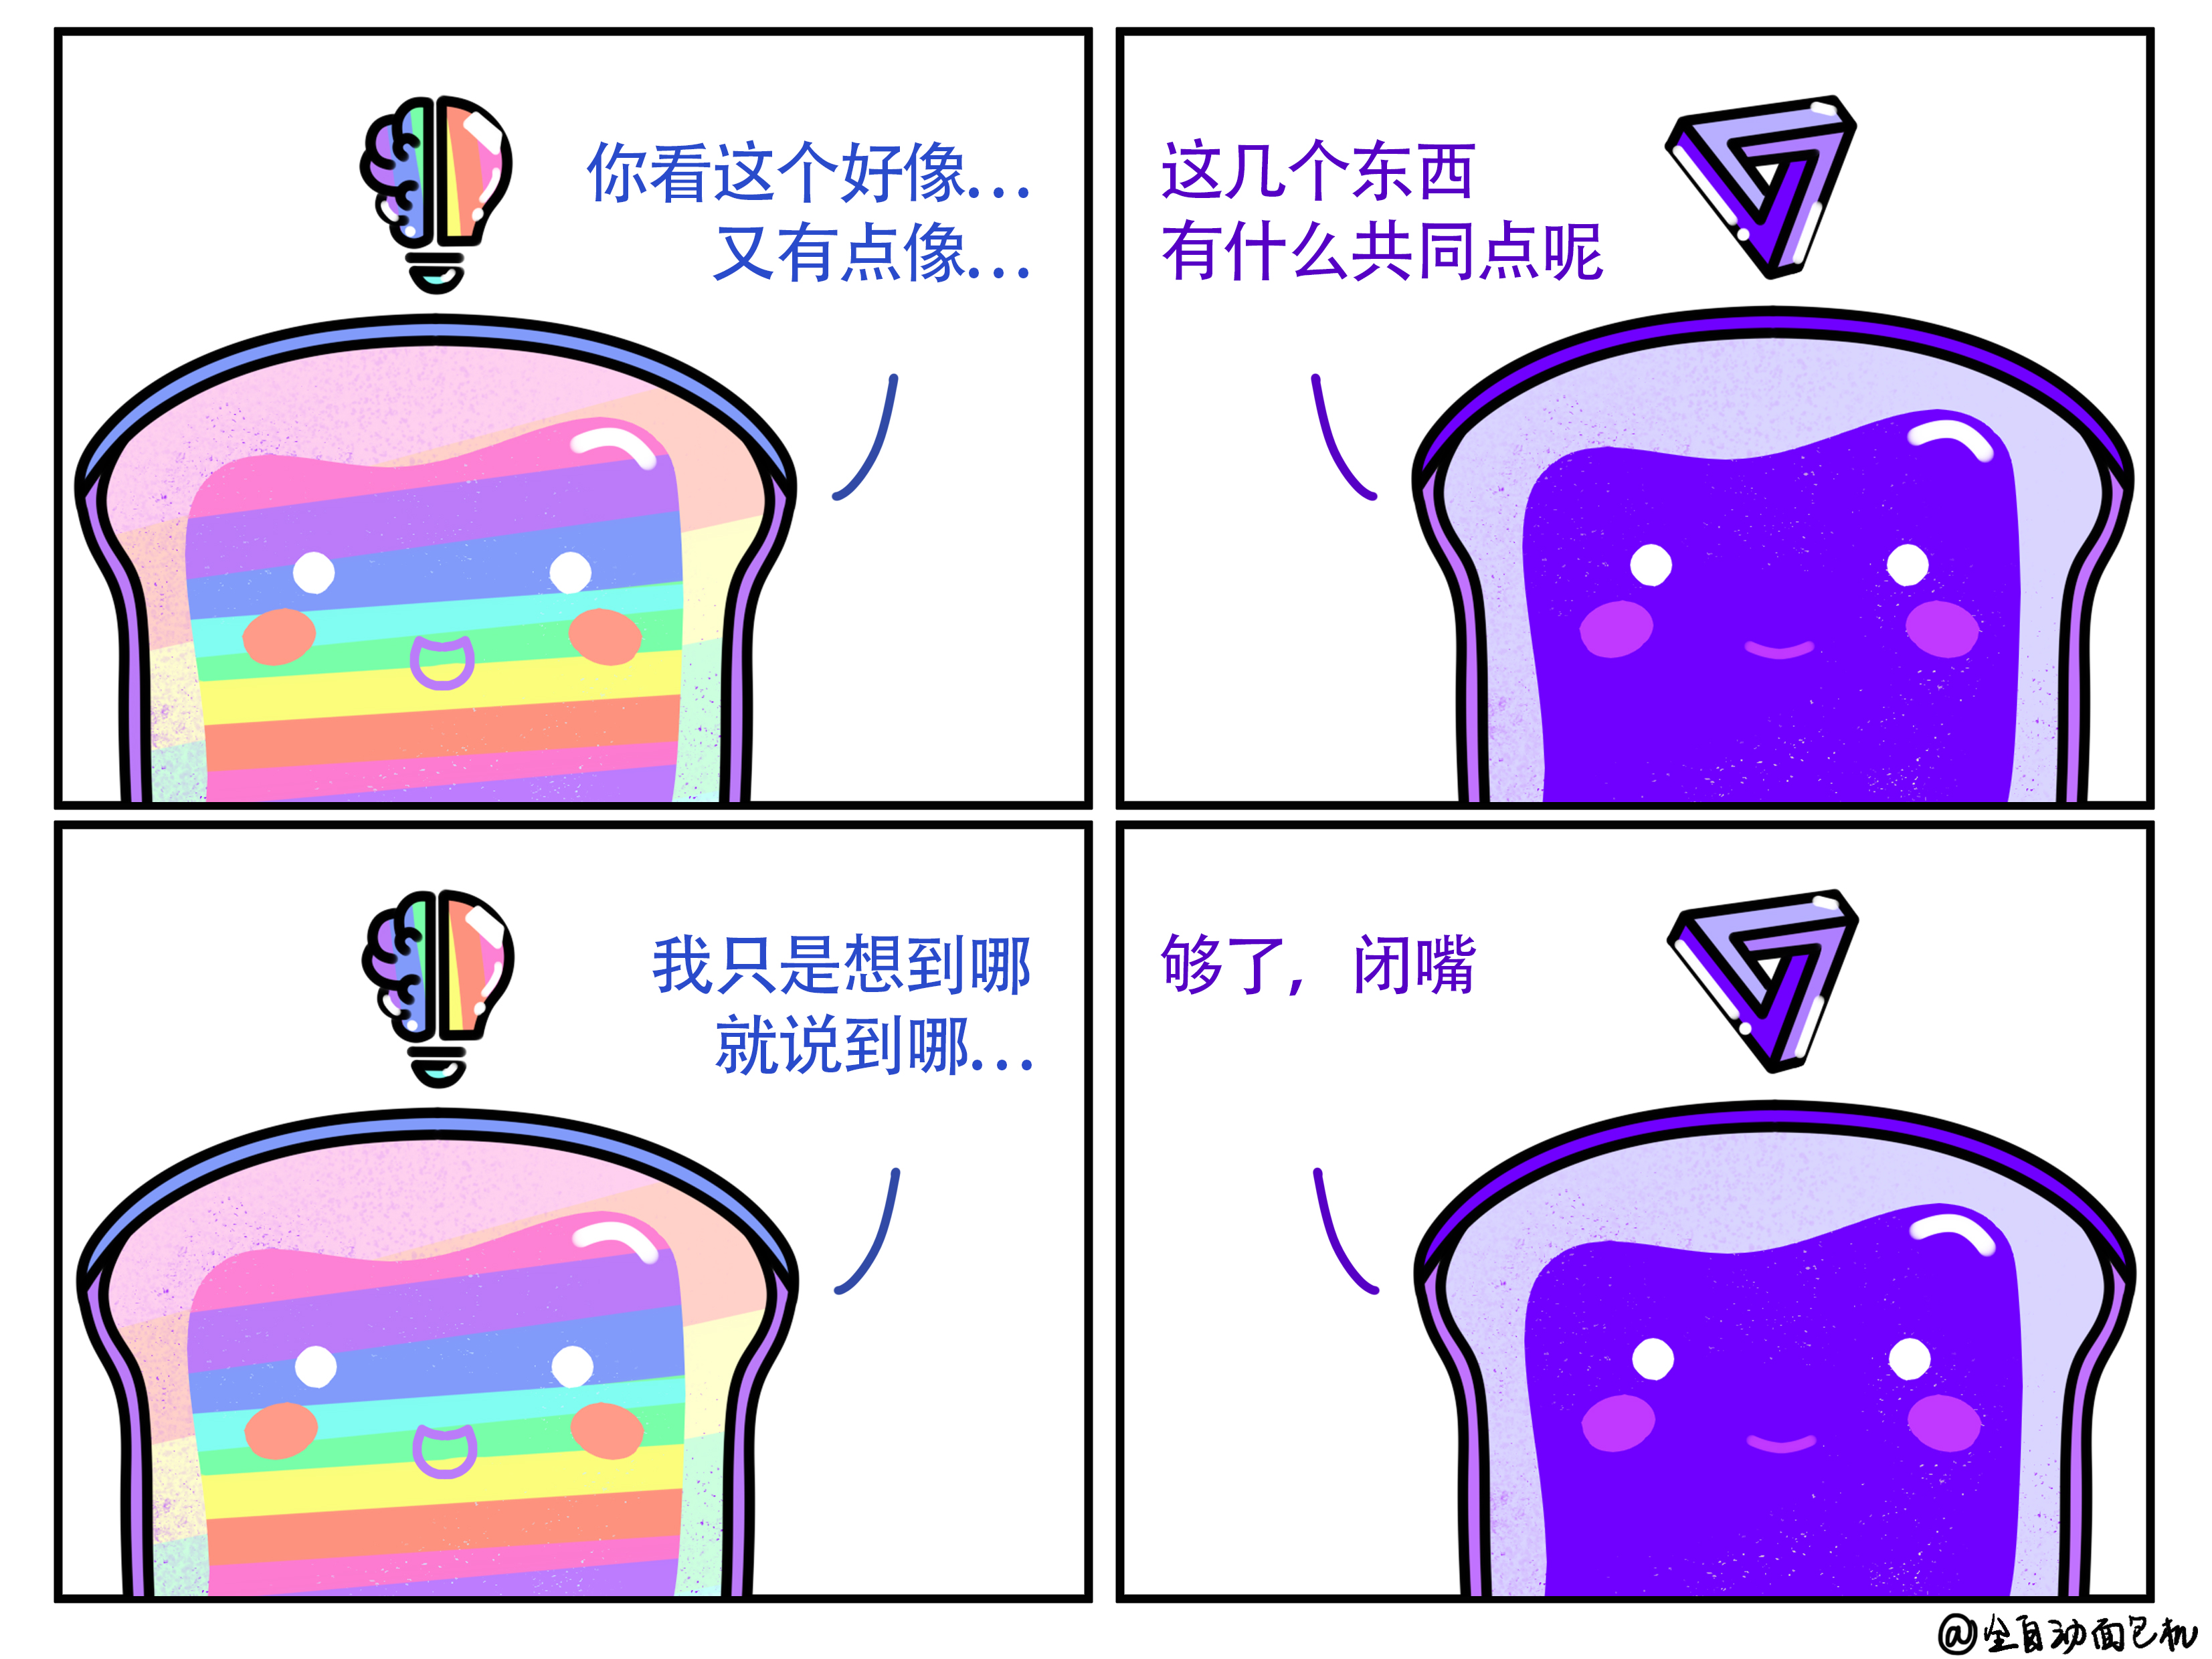 你看这个好像...
又有点像...
这几个东西
有什么共同点呢
我只是想到哪
就说到哪...
够了，闭嘴
@全自动面包机